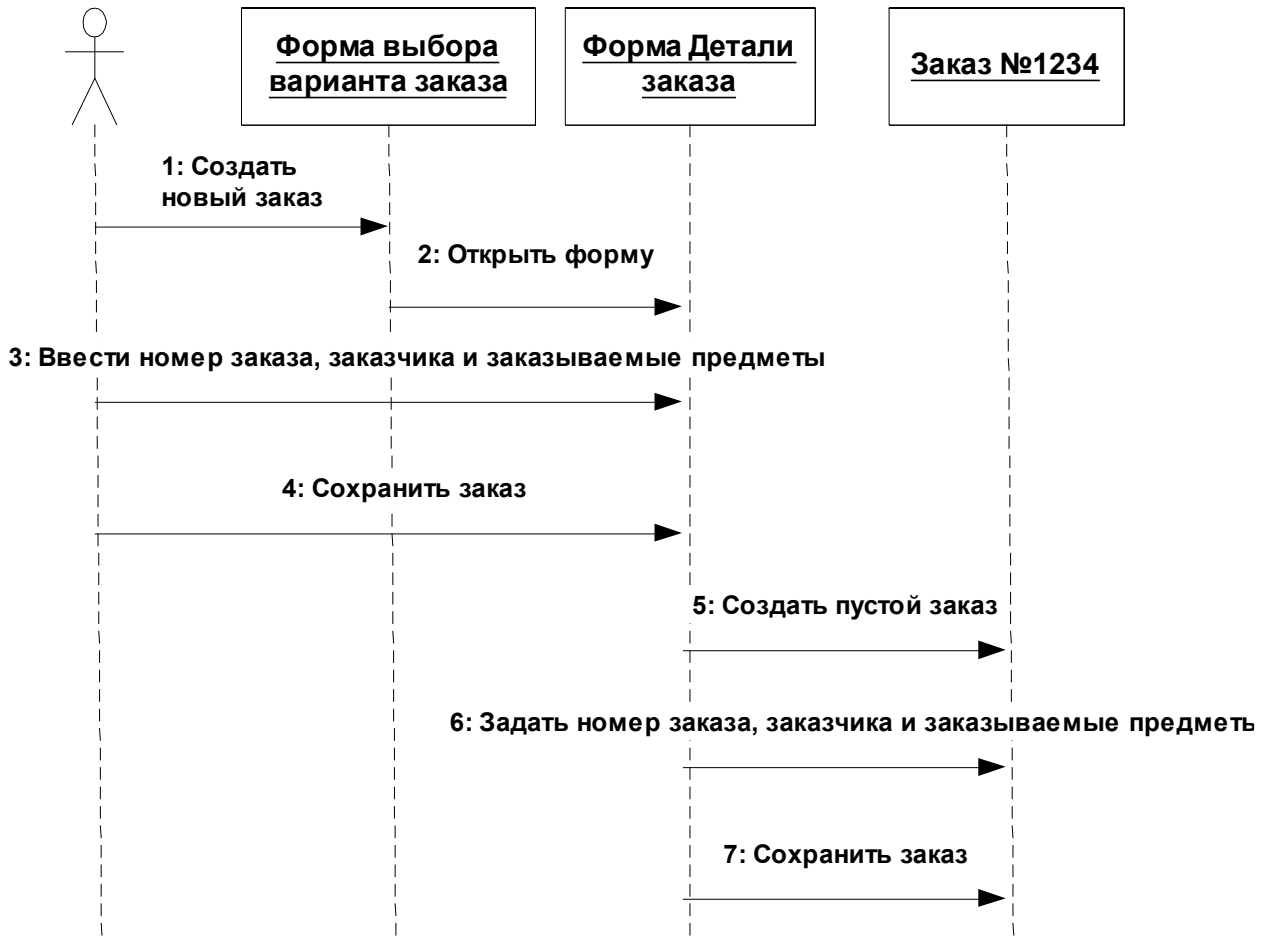 Форма выбора
варианта заказа
Форма Детали
заказа
Заказ №1234
1: Создать
новый заказ
2: Открыть форму
3: Ввести номер заказа, заказчика и заказываемые предметы
4: Сохранить заказ
5: Создать пустой заказ
6: Задать номер заказа, заказчика и заказываемые предметы
7: Сохранить заказ